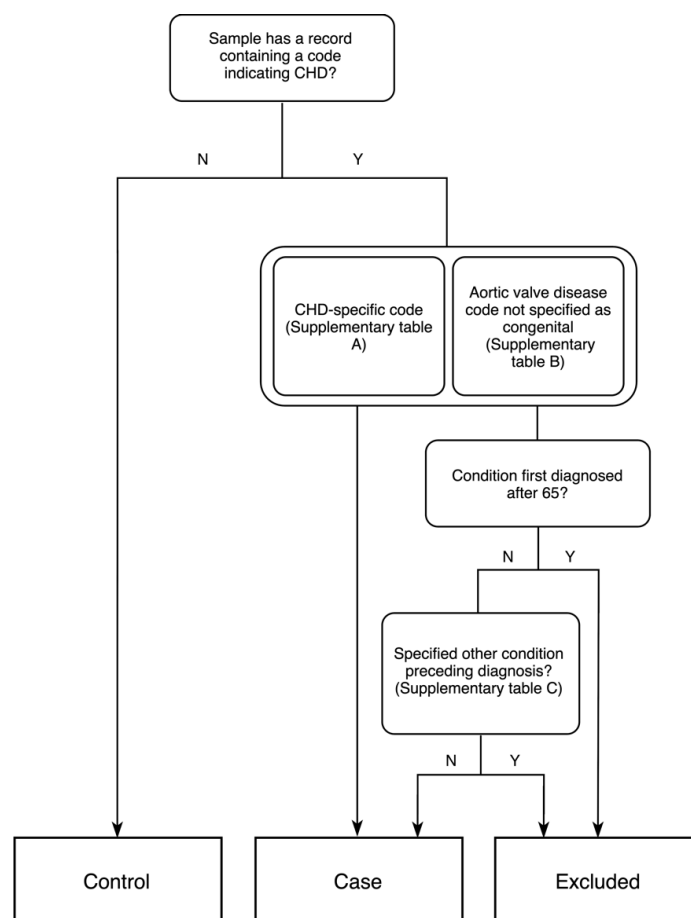 Sample has a record
containing a code
indicating CHD?
N
Y
CHD-specific code
(Supplementary table
A)
Aortic valve disease
code not specified as
congenital
(Supplementary
table B)
Condition first diagnosed
after 65?
N
Y
Specified other condition
preceding diagnosis?
(Supplementary table C)
N
Y
Control
Case
Excluded